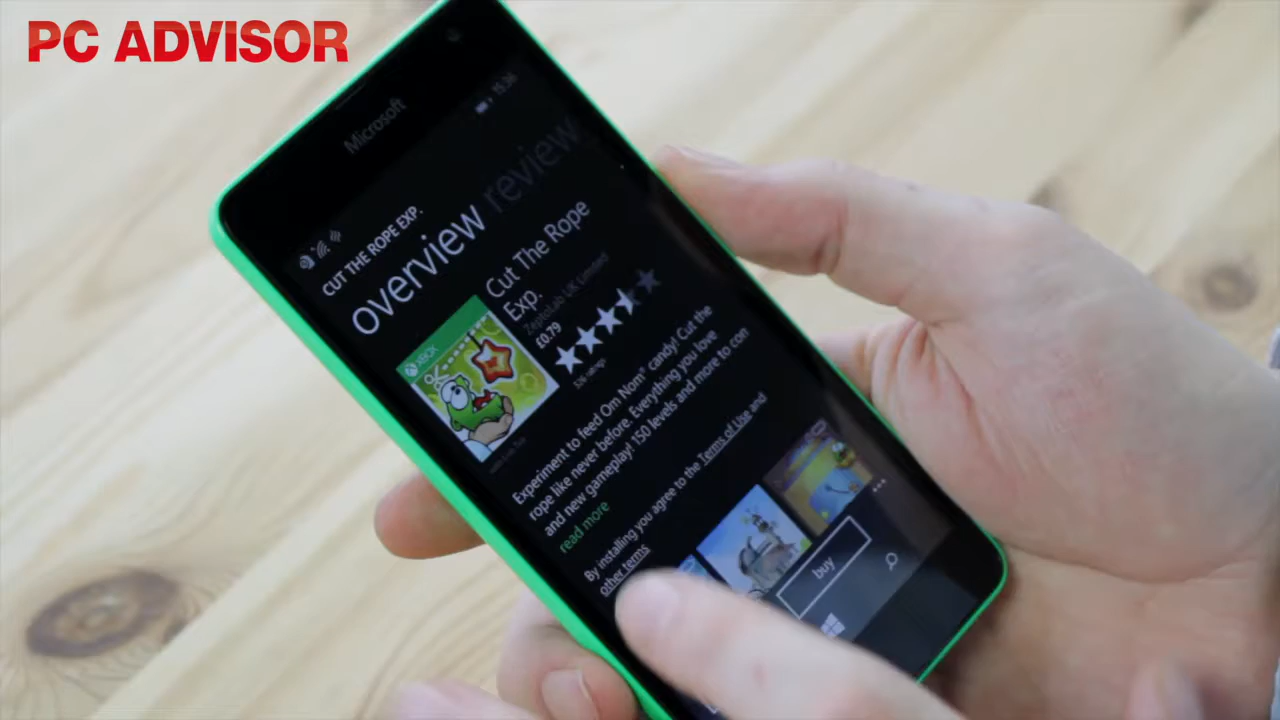 PC ADVISOR
Microsoft
15:36
CUT THE ROPE EXP.
overview review
Cut The Rope
Exp.
ZeptoLab UK Limited
£0.79
XBOX
Experiment to feed Om Nom® candy! Cut the
rope like never before. Everything you love
and new gameplay! 150 levels and more to con
read more
By installing you agree to the Terms of Use and
other terms
buy